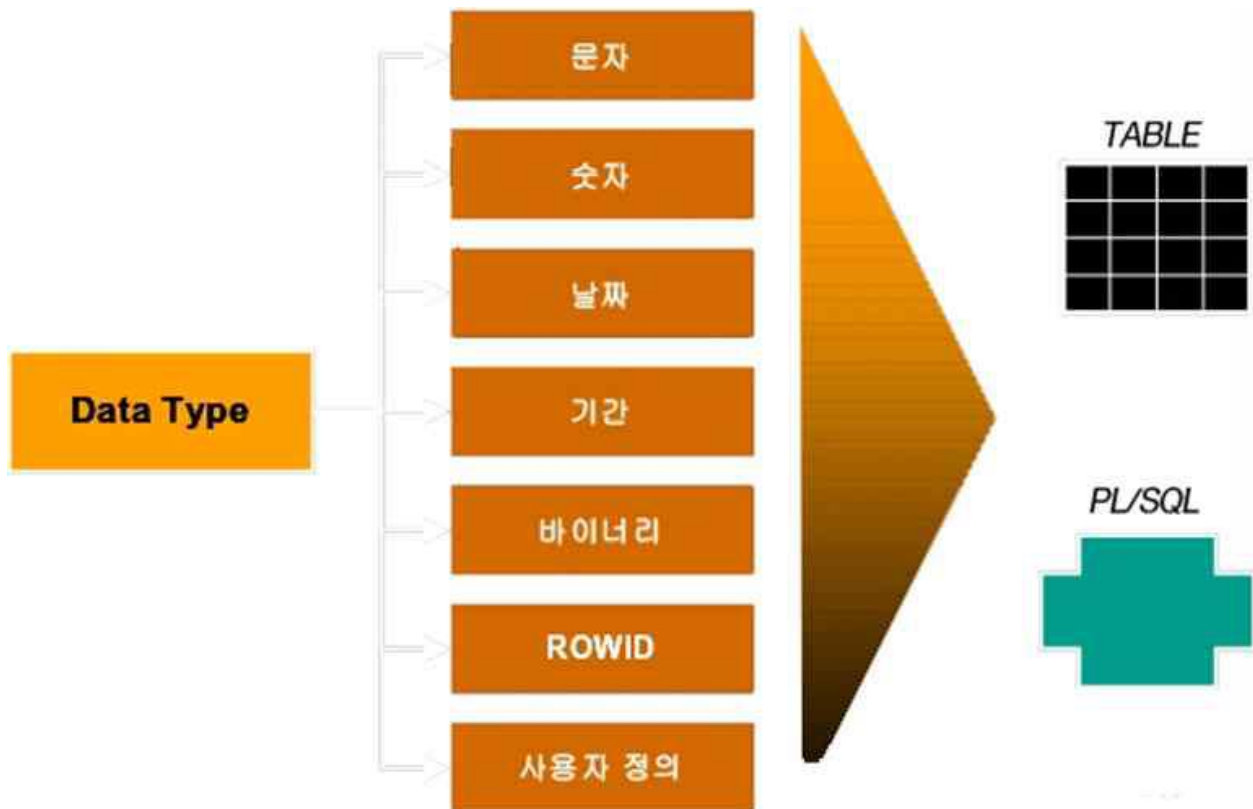 Data Type
문자
숫자
날짜
기간
바이너리
ROWID
사용자 정의
TABLE
PL/SQL